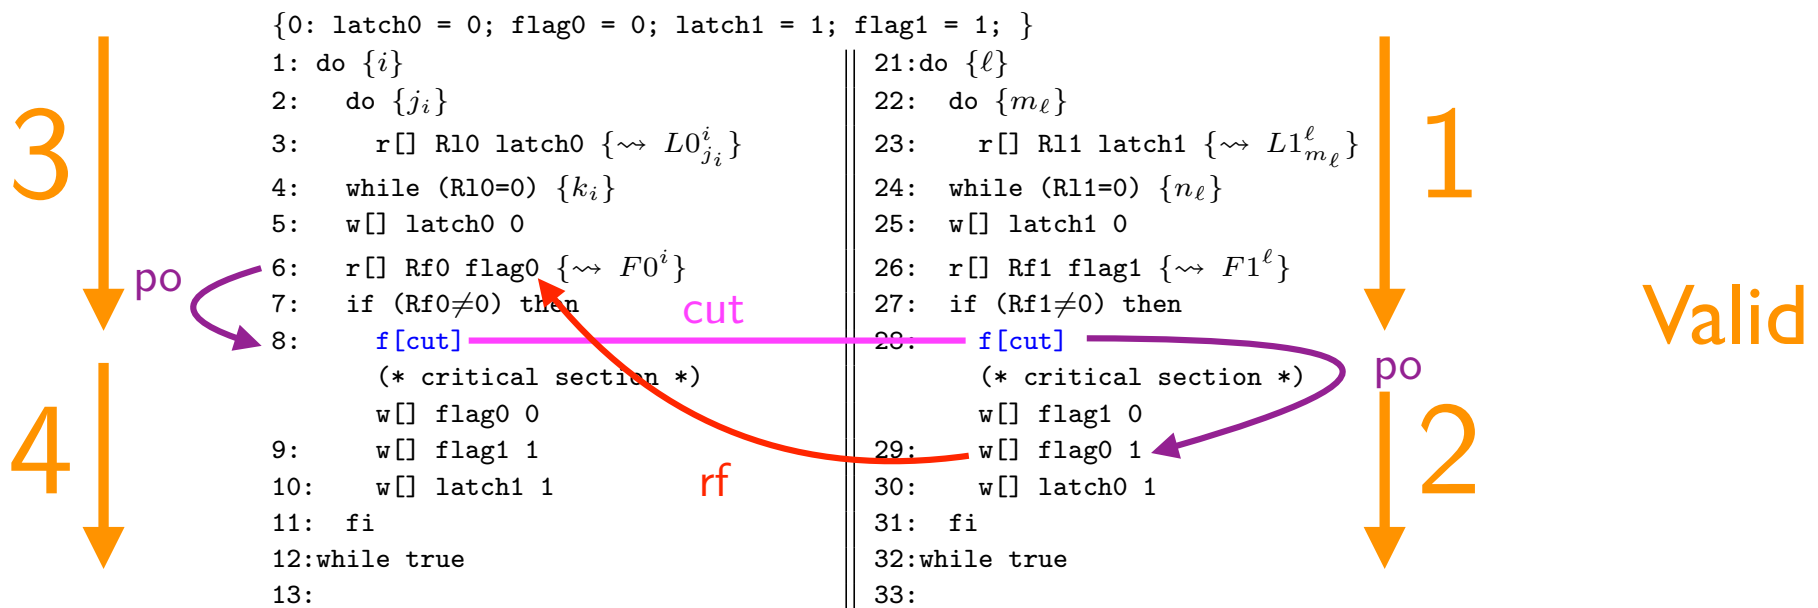 {0: latch0 = 0; flag0 = 0; latch1 = 1; flag1 = 1; }
1: do {i} 21:do {ℓ}
2: do {j_i} 22: do {m_ℓ}
3: r[] Rl0 latch0 {⇝ L0^i_{j_i}} 23: r[] Rl1 latch1 {⇝ L1^ℓ_{m_ℓ}}
3 1
4: while (Rl0=0) {k_i} 24: while (Rl1=0) {n_ℓ}
5: w[] latch0 0 25: w[] latch1 0
6: r[] Rf0 flag0 {⇝ F0^i} 26: r[] Rf1 flag1 {⇝ F1^ℓ}
po
7: if (Rf0≠0) then 27: if (Rf1≠0) then
cut
Valid
8: f[cut] 28: f[cut]
po
(* critical section *) (* critical section *)
w[] flag0 0 w[] flag1 0
4 2
9: w[] flag1 1 29: w[] flag0 1
10: w[] latch1 1 30: w[] latch0 1
rf
11: fi 31: fi
12:while true 32:while true
13: 33: